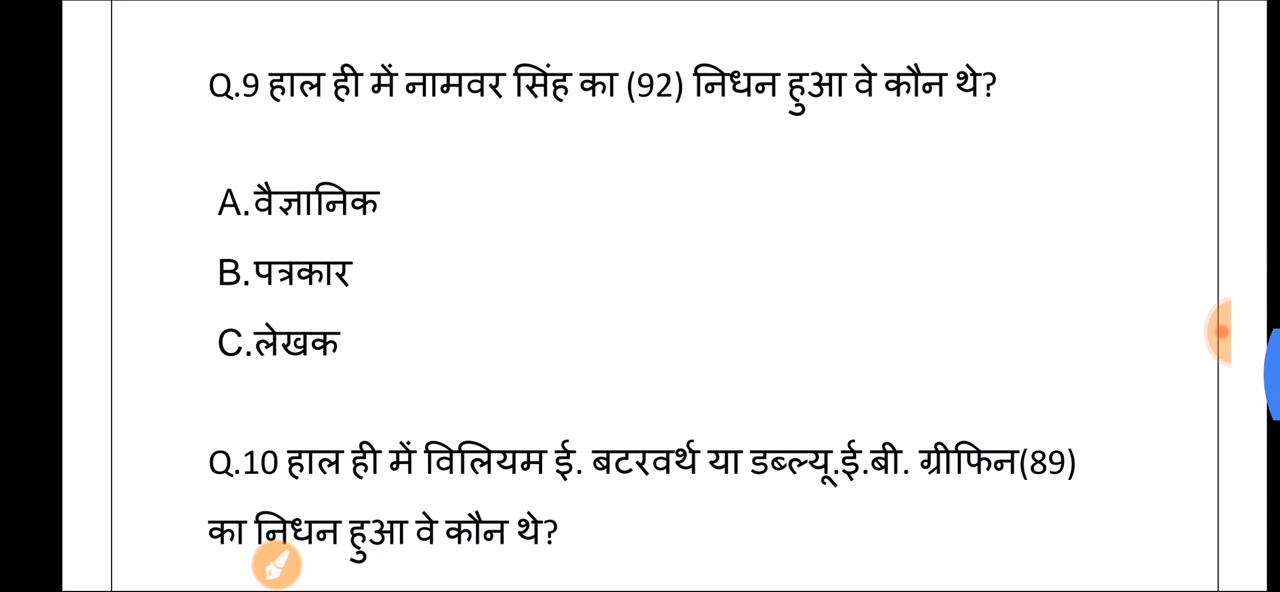 Q.9 हाल ही में नामवर सिंह का (92) निधन हुआ वे कौन थे?
A.वैज्ञानिक
B.पत्रकार
C.लेखक
Q.10 हाल ही में विलियम ई. बटरवर्थ या डब्ल्यू.ई.बी. ग्रीफिन(89)
का निधन हुआ वे कौन थे?